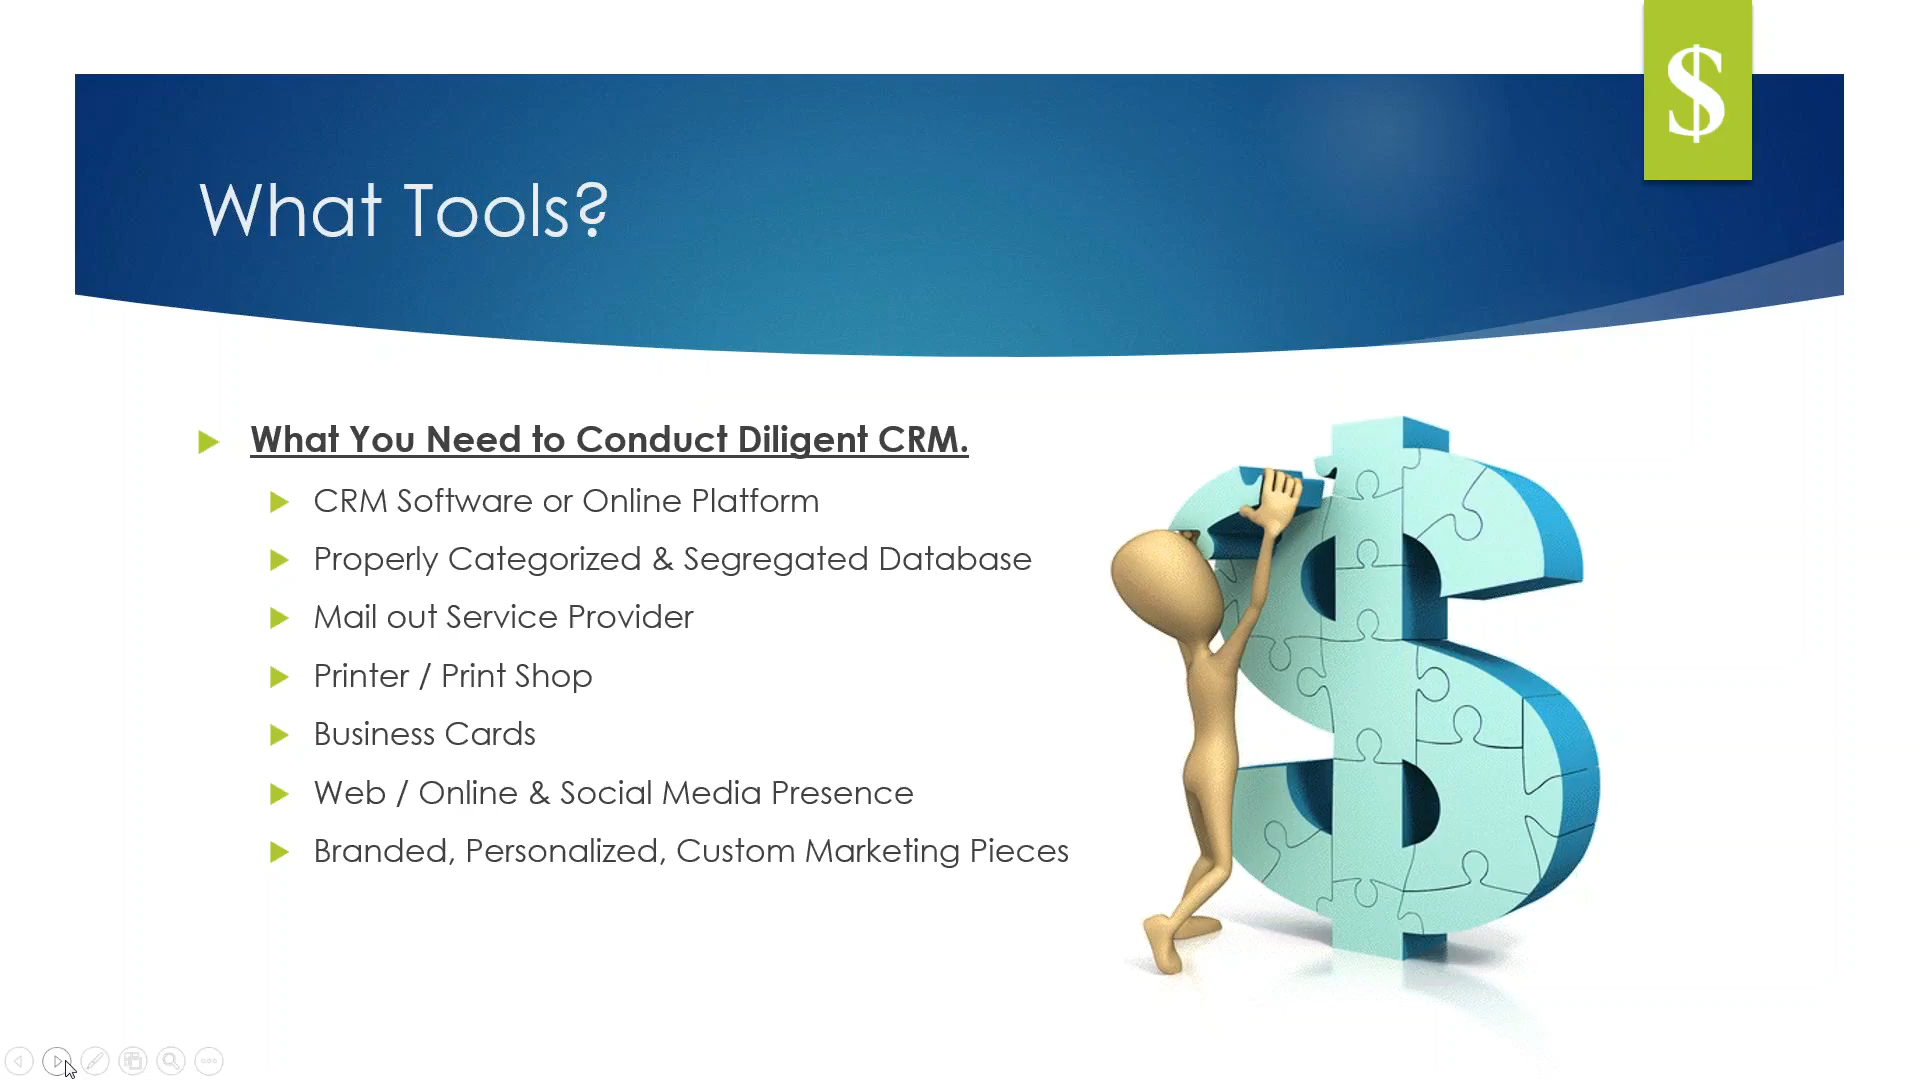 $
What Tools?
What You Need to Conduct Diligent CRM.
CRM Software or Online Platform
Properly Categorized & Segregated Database
Mail out Service Provider
Printer / Print Shop
Business Cards
Web / Online & Social Media Presence
Branded, Personalized, Custom Marketing Pieces